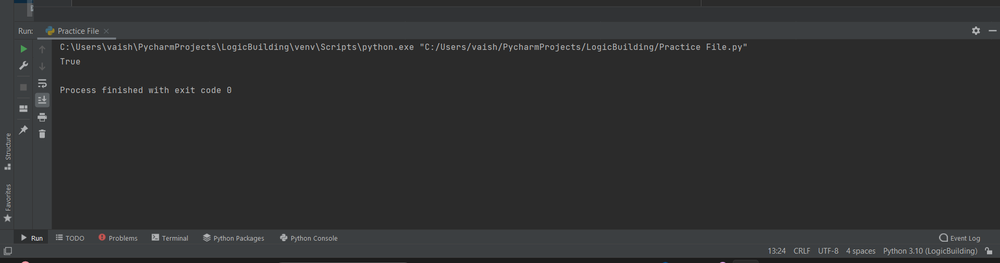 Run: Practice File
C:\Users\vaish\PycharmProjects\LogicBuilding\venv\Scripts\python.exe "C:/Users/vaish/PycharmProjects/LogicBuilding/Practice File.py"
True
Process finished with exit code 0
Structure
Favorites
Run TODO Problems Terminal Python Packages Python Console Event Log
13:24 CRLF UTF-8 4 spaces Python 3.10 (LogicBuilding)